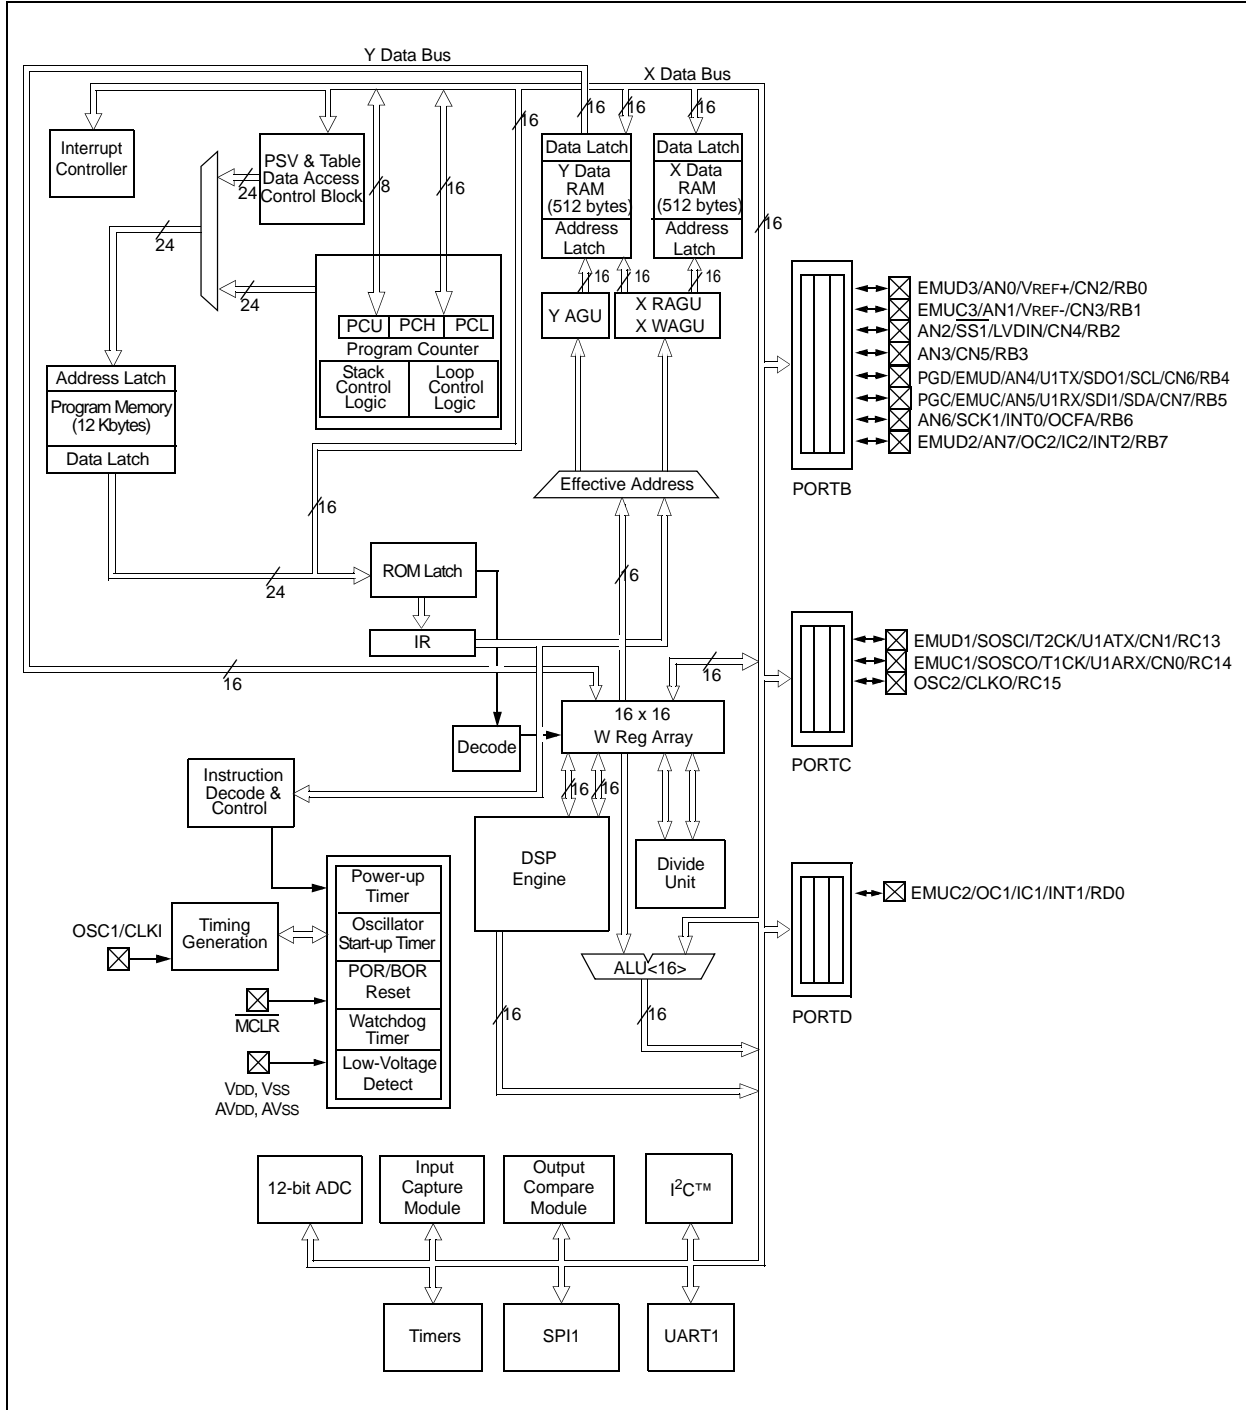 Y Data Bus
X Data Bus
16
16
16
16
Interrupt
Controller
PSV & Table
Data Access
Control Block
24
8
16
24
24
Data Latch
Y Data
RAM
(512 bytes)
Address
Latch
Data Latch
X Data
RAM
(512 bytes)
Address
Latch
16
16
16
16
Y AGU
X RAGU
X WAGU
PCU
PCH
PCL
Program Counter
Stack
Control
Logic
Loop
Control
Logic
Address Latch
Program Memory
(12 Kbytes)
Data Latch
EMUD3/AN0/VREF+/CN2/RB0
EMUC3/AN1/VREF-/CN3/RB1
AN2/SS1/LVDIN/CN4/RB2
AN3/CN5/RB3
PGD/EMUD/AN4/U1TX/SDO1/SCL/CN6/RB4
PGC/EMUC/AN5/U1RX/SDI1/SDA/CN7/RB5
AN6/SCK1/INT0/OCFA/RB6
EMUD2/AN7/OC2/IC2/INT2/RB7
PORTB
Effective Address
16
24
16
ROM Latch
IR
16
16
EMUD1/SOSCI/T2CK/U1ATX/CN1/RC13
EMUC1/SOSCO/T1CK/U1ARX/CN0/RC14
OSC2/CLKO/RC15
PORTC
16 x 16
W Reg Array
Decode
Instruction
Decode &
Control
16
16
DSP
Engine
Divide
Unit
Power-up
Timer
Oscillator
Start-up Timer
POR/BOR
Reset
Watchdog
Timer
Low-Voltage
Detect
OSC1/CLKI
Timing
Generation
MCLR
VDD, VSS
AVDD, AVSS
EMUC2/OC1/IC1/INT1/RD0
PORTD
ALU<16>
16
16
12-bit ADC
Input
Capture
Module
Output
Compare
Module
I²C™
Timers
SPI1
UART1